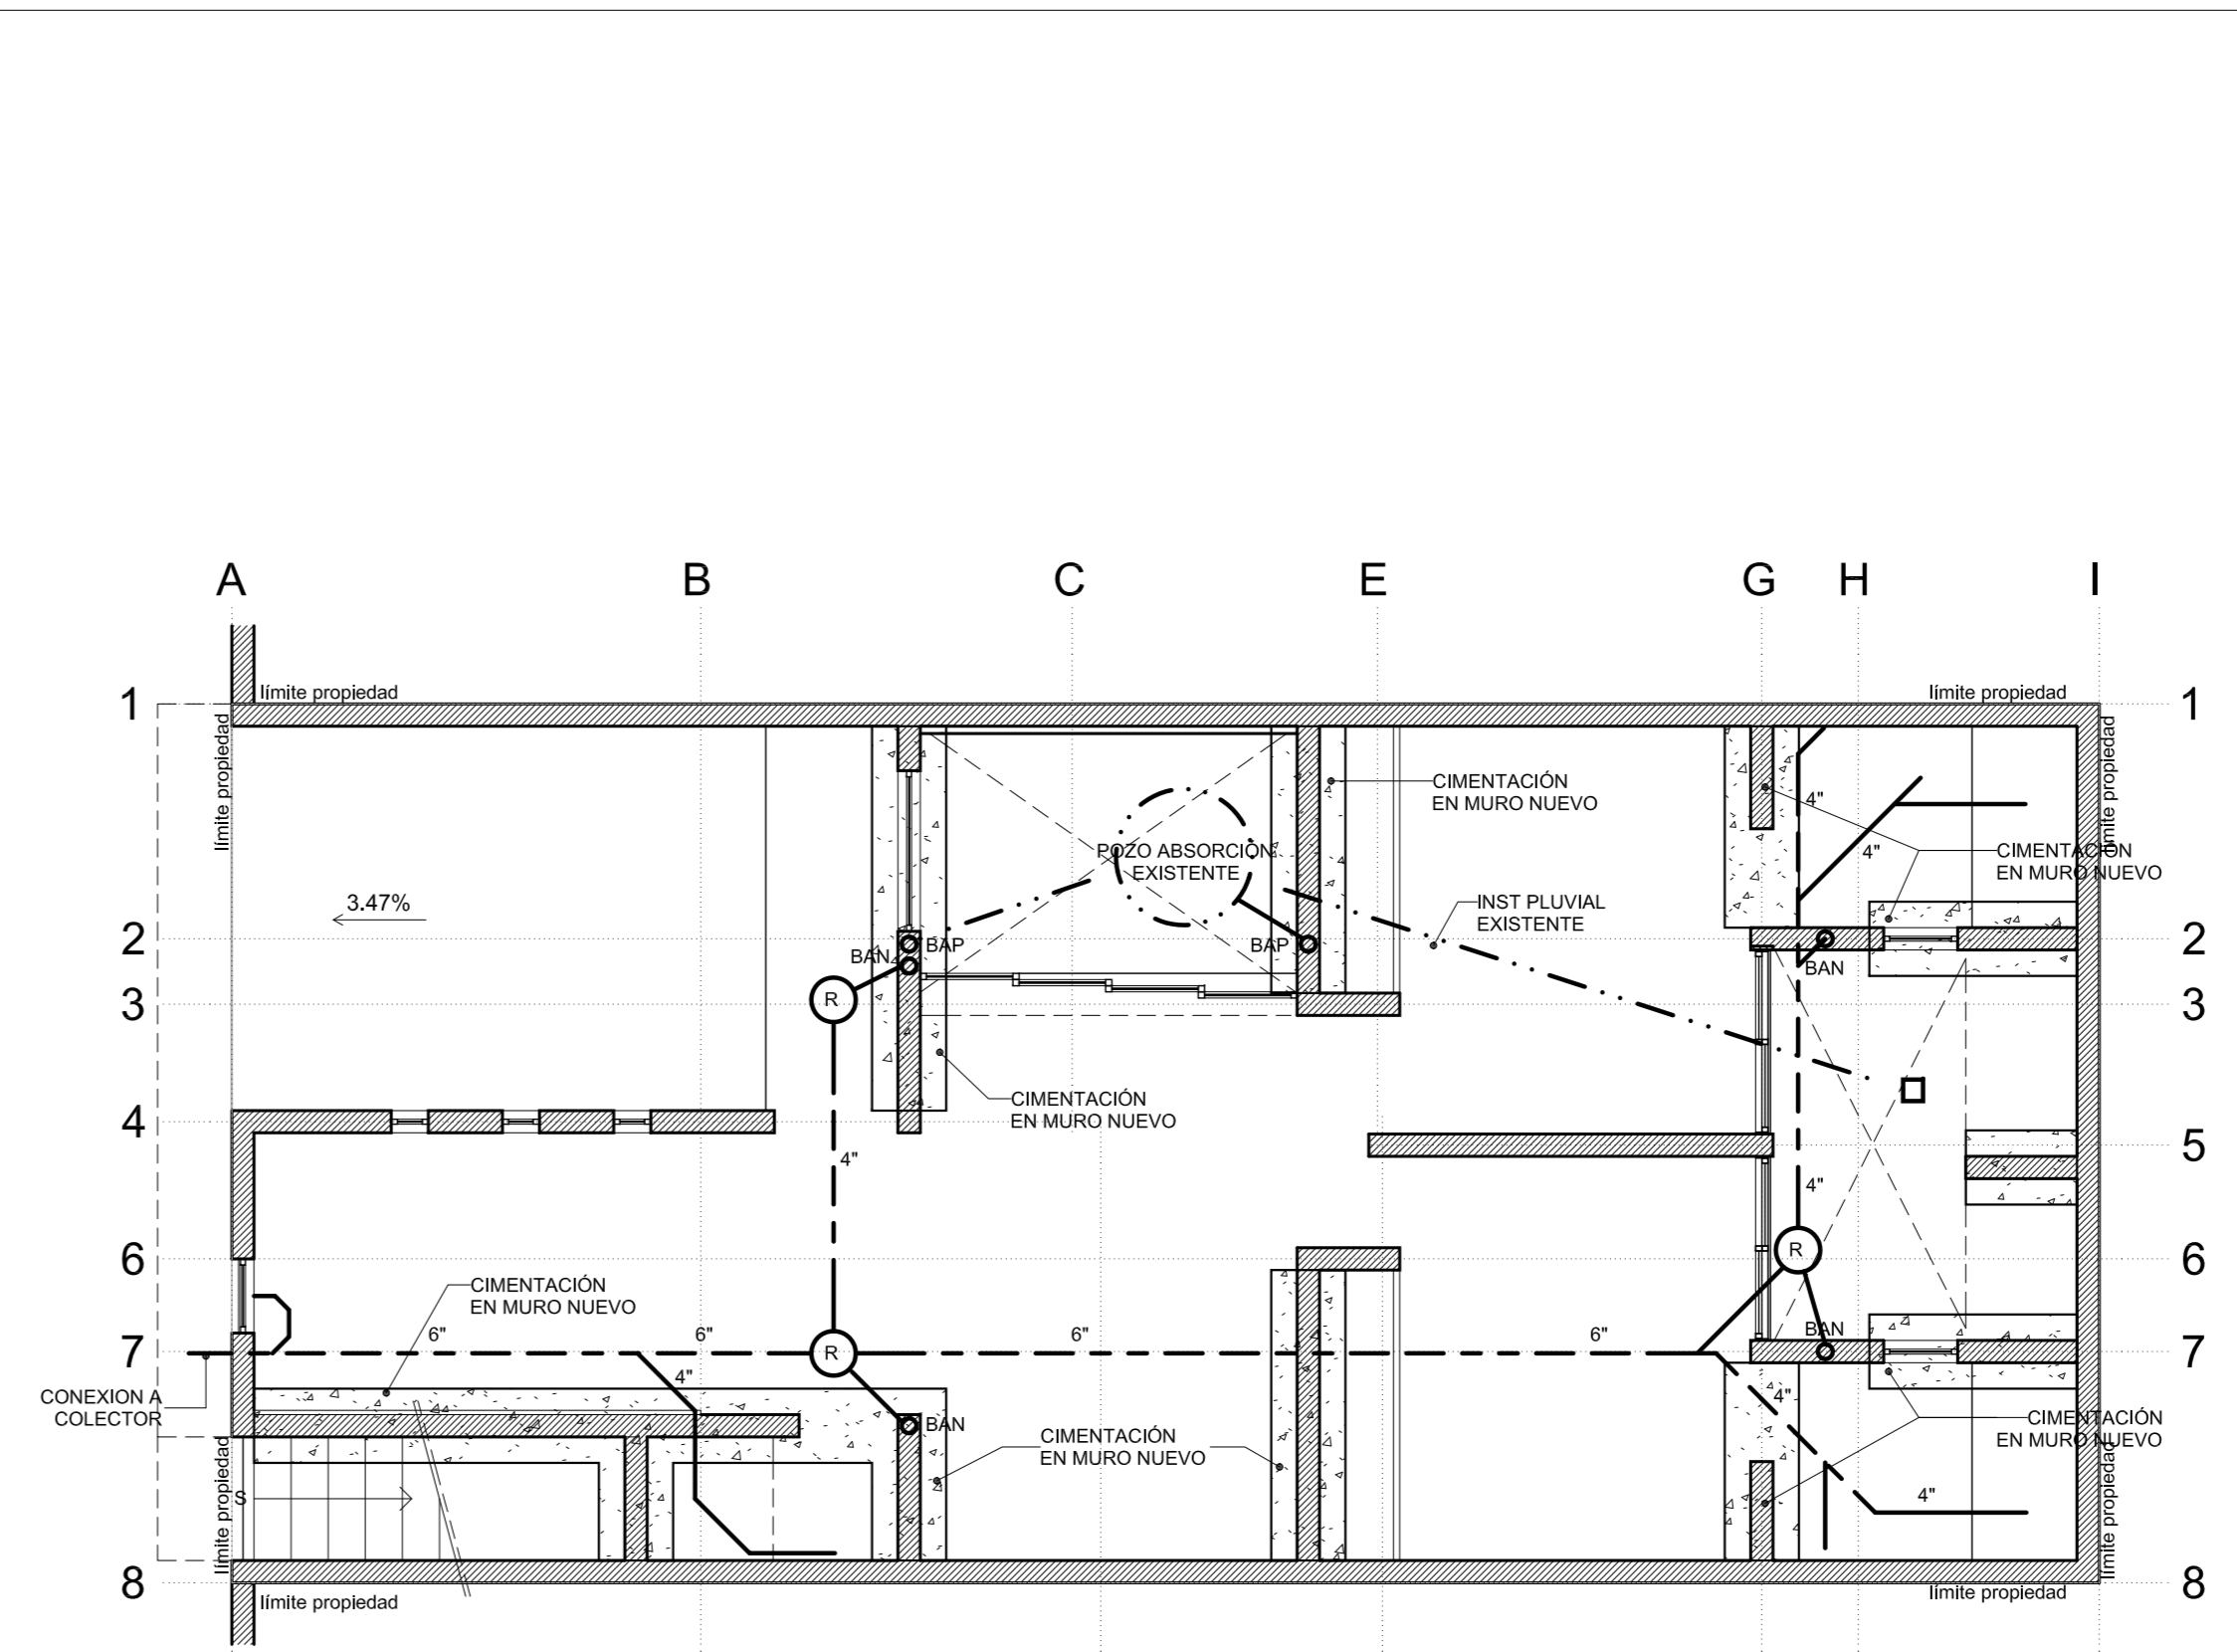 A B C E G H I
1 límite propiedad límite propiedad 1
límite propiedad
límite propiedad
CIMENTACIÓN
EN MURO NUEVO
4"
POZO ABSORCIÓN
EXISTENTE
4"
CIMENTACIÓN
EN MURO NUEVO
3.47%
INST PLUVIAL
EXISTENTE
2 BAN BAP BAP BAN 2
3 R 3
CIMENTACIÓN
EN MURO NUEVO
4
4"
5
4"
6 R 6
CIMENTACIÓN
EN MURO NUEVO
6" 6" 6" 6" BAN
7 R 7
CONEXION A
COLECTOR
4" 4"
BAN
CIMENTACIÓN
EN MURO NUEVO
CIMENTACIÓN
EN MURO NUEVO
límite propiedad
S
4"
límite propiedad
8 8
límite propiedad límite propiedad